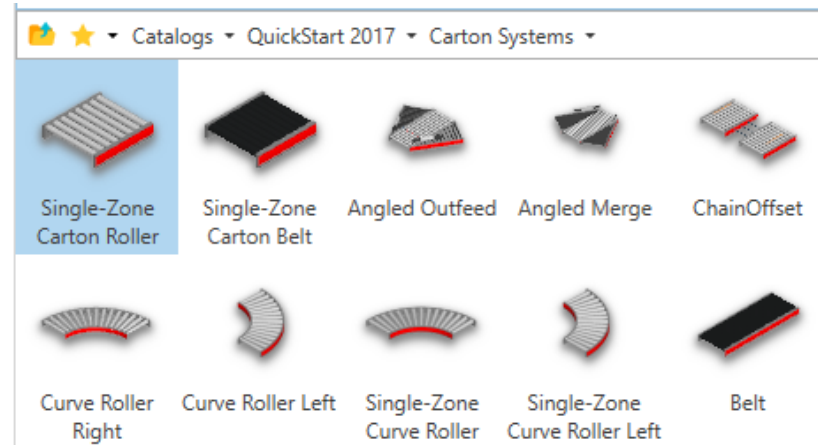 Catalogs QuickStart 2017 Carton Systems
Single-Zone Carton Roller
Single-Zone Carton Belt
Angled Outfeed
Angled Merge
ChainOffset
Curve Roller Right
Curve Roller Left
Single-Zone Curve Roller
Single-Zone Curve Roller Left
Belt